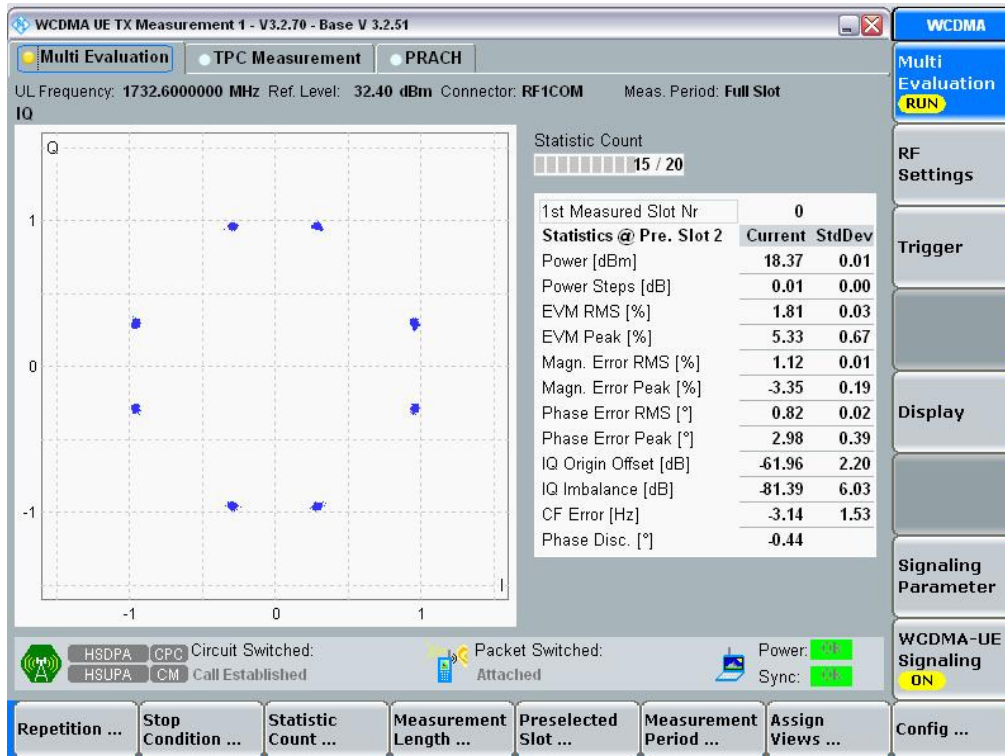 WCDMA UE TX Measurement 1 - V3.2.70 - Base V 3.2.51
WCDMA
Multi Evaluation
TPC Measurement
PRACH
Multi Evaluation
RUN
UL Frequency: 1732.6000000 MHz Ref. Level: 32.40 dBm Connector: RF1COM Meas. Period: Full Slot
IQ
Q
1
0
-1
-1 0 1
I
Statistic Count
15 / 20
1st Measured Slot Nr 0
Statistics @ Pre. Slot 2 Current StdDev
Power [dBm] 18.37 0.01
Power Steps [dB] 0.01 0.00
EVM RMS [%] 1.81 0.03
EVM Peak [%] 5.33 0.67
Magn. Error RMS [%] 1.12 0.01
Magn. Error Peak [%] -3.35 0.19
Phase Error RMS [°] 0.82 0.02
Phase Error Peak [°] 2.98 0.39
IQ Origin Offset [dB] -61.96 2.20
IQ Imbalance [dB] -81.39 6.03
CF Error [Hz] -3.14 1.53
Phase Disc. [°] -0.44
RF Settings
Trigger
Display
Signaling Parameter
WCDMA-UE Signaling
ON
HSDPA CPC Circuit Switched:
HSUPA CM Call Established
Packet Switched:
Attached
Power:
Sync:
Repetition ...
Stop Condition ...
Statistic Count ...
Measurement Length ...
Preselected Slot ...
Measurement Period ...
Assign Views ...
Config ...